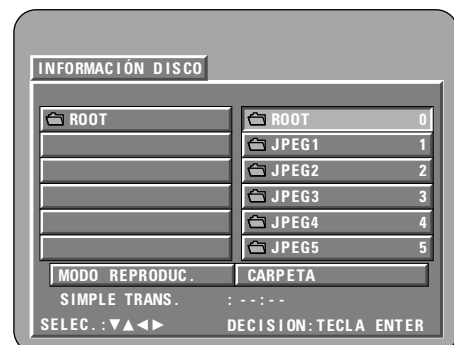 INFORMACIÓN DISCO
ROOT ROOT 0
JPEG1 1
JPEG2 2
JPEG3 3
JPEG4 4
JPEG5 5
MODO REPRODUC. CARPETA
SIMPLE TRANS. :--:--
SELEC.:▼▲◀▶ DECISION:TECLA ENTER